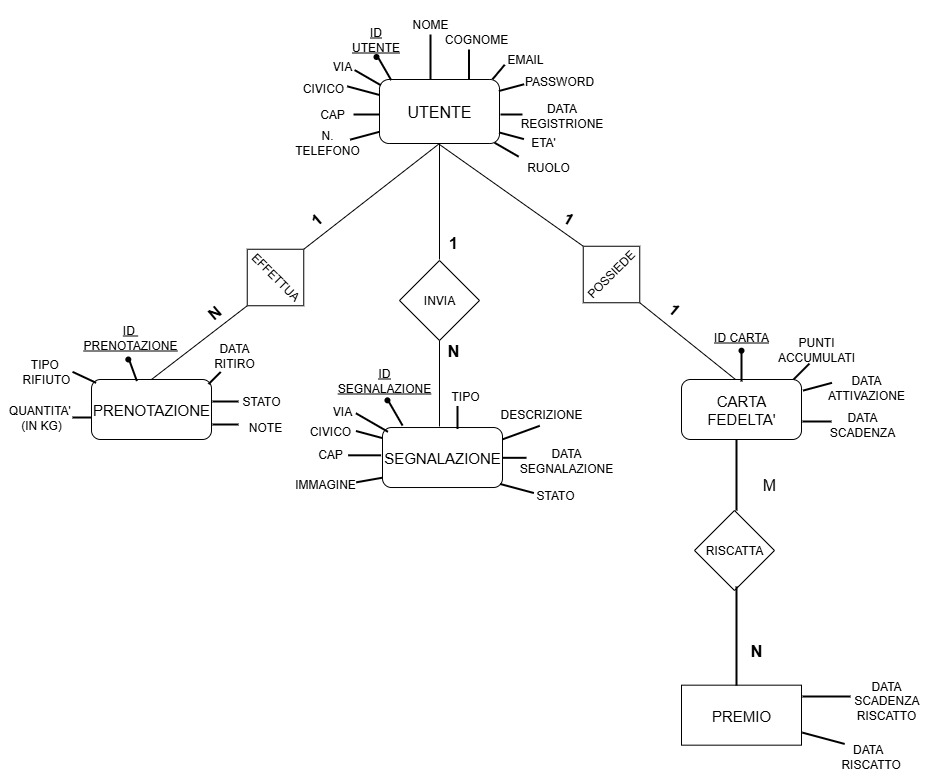 NOME
ID
UTENTE
COGNOME
EMAIL
VIA
PASSWORD
CIVICO
UTENTE
CAP
DATA
REGISTRIONE
N.
TELEFONO
ETA'
RUOLO
1
1
1
EFFETTUA
INVIA
POSSIEDE
N
N
1
ID
PRENOTAZIONE
TIPO
RIFIUTO
DATA
RITIRO
QUANTITA'
(IN KG)
PRENOTAZIONE
STATO
NOTE
ID
SEGNALAZIONE
TIPO
VIA
DESCRIZIONE
CIVICO
CAP
SEGNALAZIONE
DATA
SEGNALAZIONE
IMMAGINE
STATO
ID CARTA
PUNTI
ACCUMULATI
DATA
ATTIVAZIONE
CARTA
FEDELTA'
DATA
SCADENZA
M
RISCATTA
N
PREMIO
DATA
SCADENZA
RISCATTO
DATA
RISCATTO